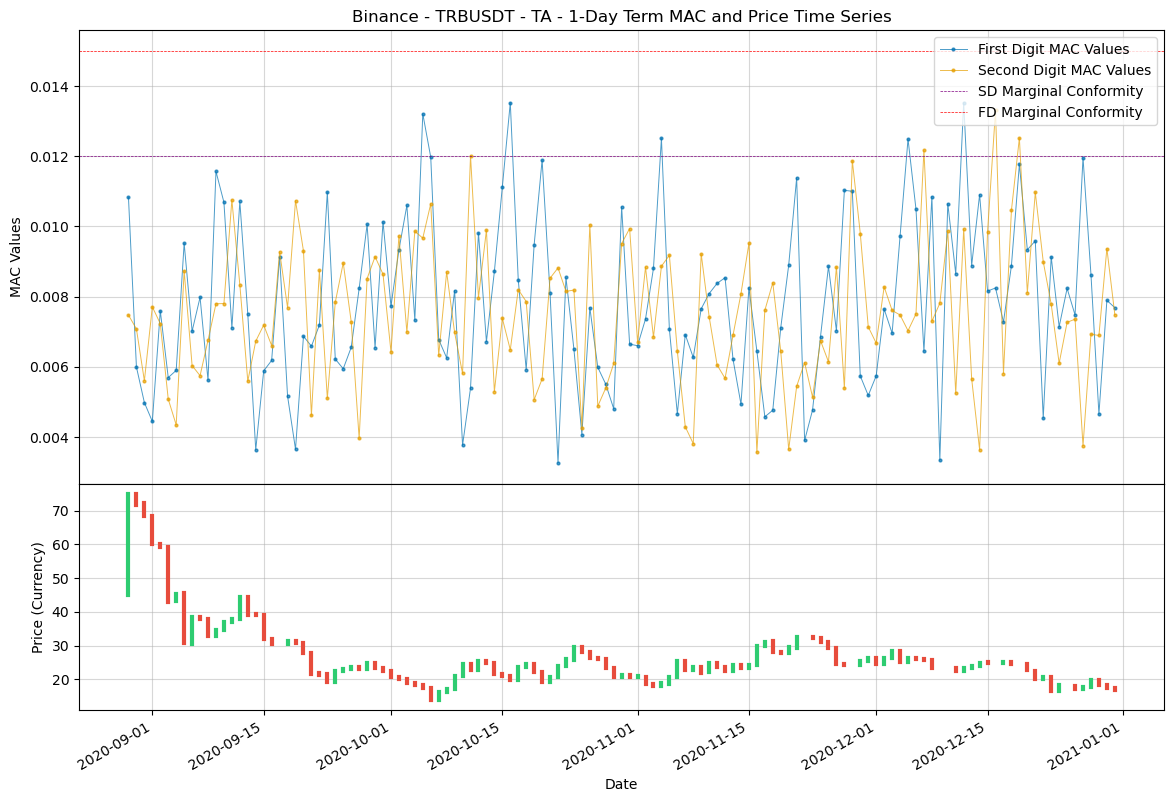 Binance - TRBUSDT - TA - 1-Day Term MAC and Price Time Series
First Digit MAC Values
Second Digit MAC Values
SD Marginal Conformity
FD Marginal Conformity
MAC Values
0.014
0.012
0.010
0.008
0.006
0.004
Price (Currency)
70
60
50
40
30
20
2020-09-01
2020-09-15
2020-10-01
2020-10-15
2020-11-01
2020-11-15
2020-12-01
2020-12-15
2021-01-01
Date